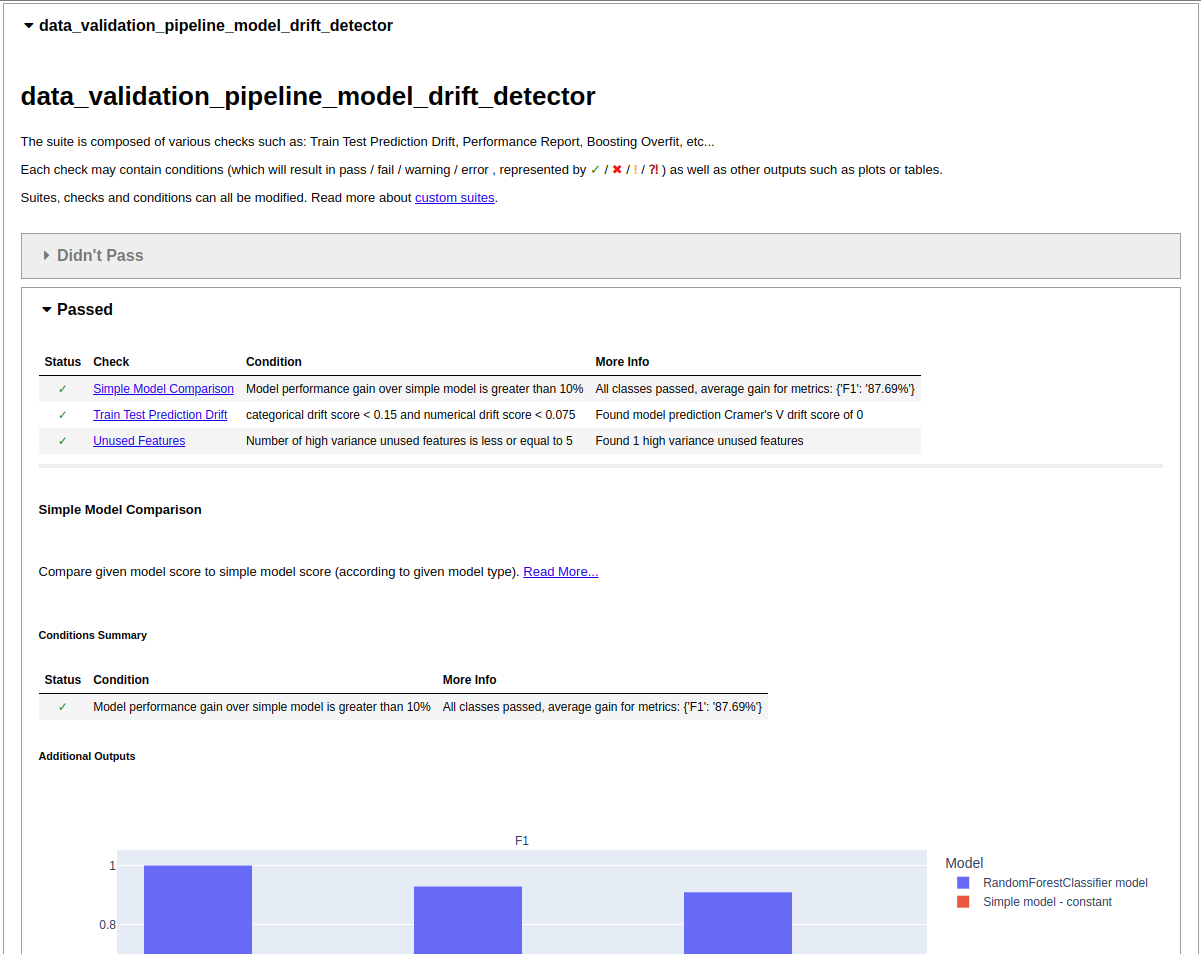 data_validation_pipeline_model_drift_detector
data_validation_pipeline_model_drift_detector
The suite is composed of various checks such as: Train Test Prediction Drift, Performance Report, Boosting Overfit, etc...
Each check may contain conditions (which will result in pass / fail / warning / error , represented by ✓ / ✖ / ! / ⁈ ) as well as other outputs such as plots or tables.
Suites, checks and conditions can all be modified. Read more about custom suites.
Didn't Pass
Passed
Status Check Condition More Info
✓ Simple Model Comparison Model performance gain over simple model is greater than 10% All classes passed, average gain for metrics: {'F1': '87.69%'}
✓ Train Test Prediction Drift categorical drift score < 0.15 and numerical drift score < 0.075 Found model prediction Cramer's V drift score of 0
✓ Unused Features Number of high variance unused features is less or equal to 5 Found 1 high variance unused features
Simple Model Comparison
Compare given model score to simple model score (according to given model type). Read More...
Conditions Summary
Status Condition More Info
✓ Model performance gain over simple model is greater than 10% All classes passed, average gain for metrics: {'F1': '87.69%'}
Additional Outputs
F1
1
0.8
Model
RandomForestClassifier model
Simple model - constant